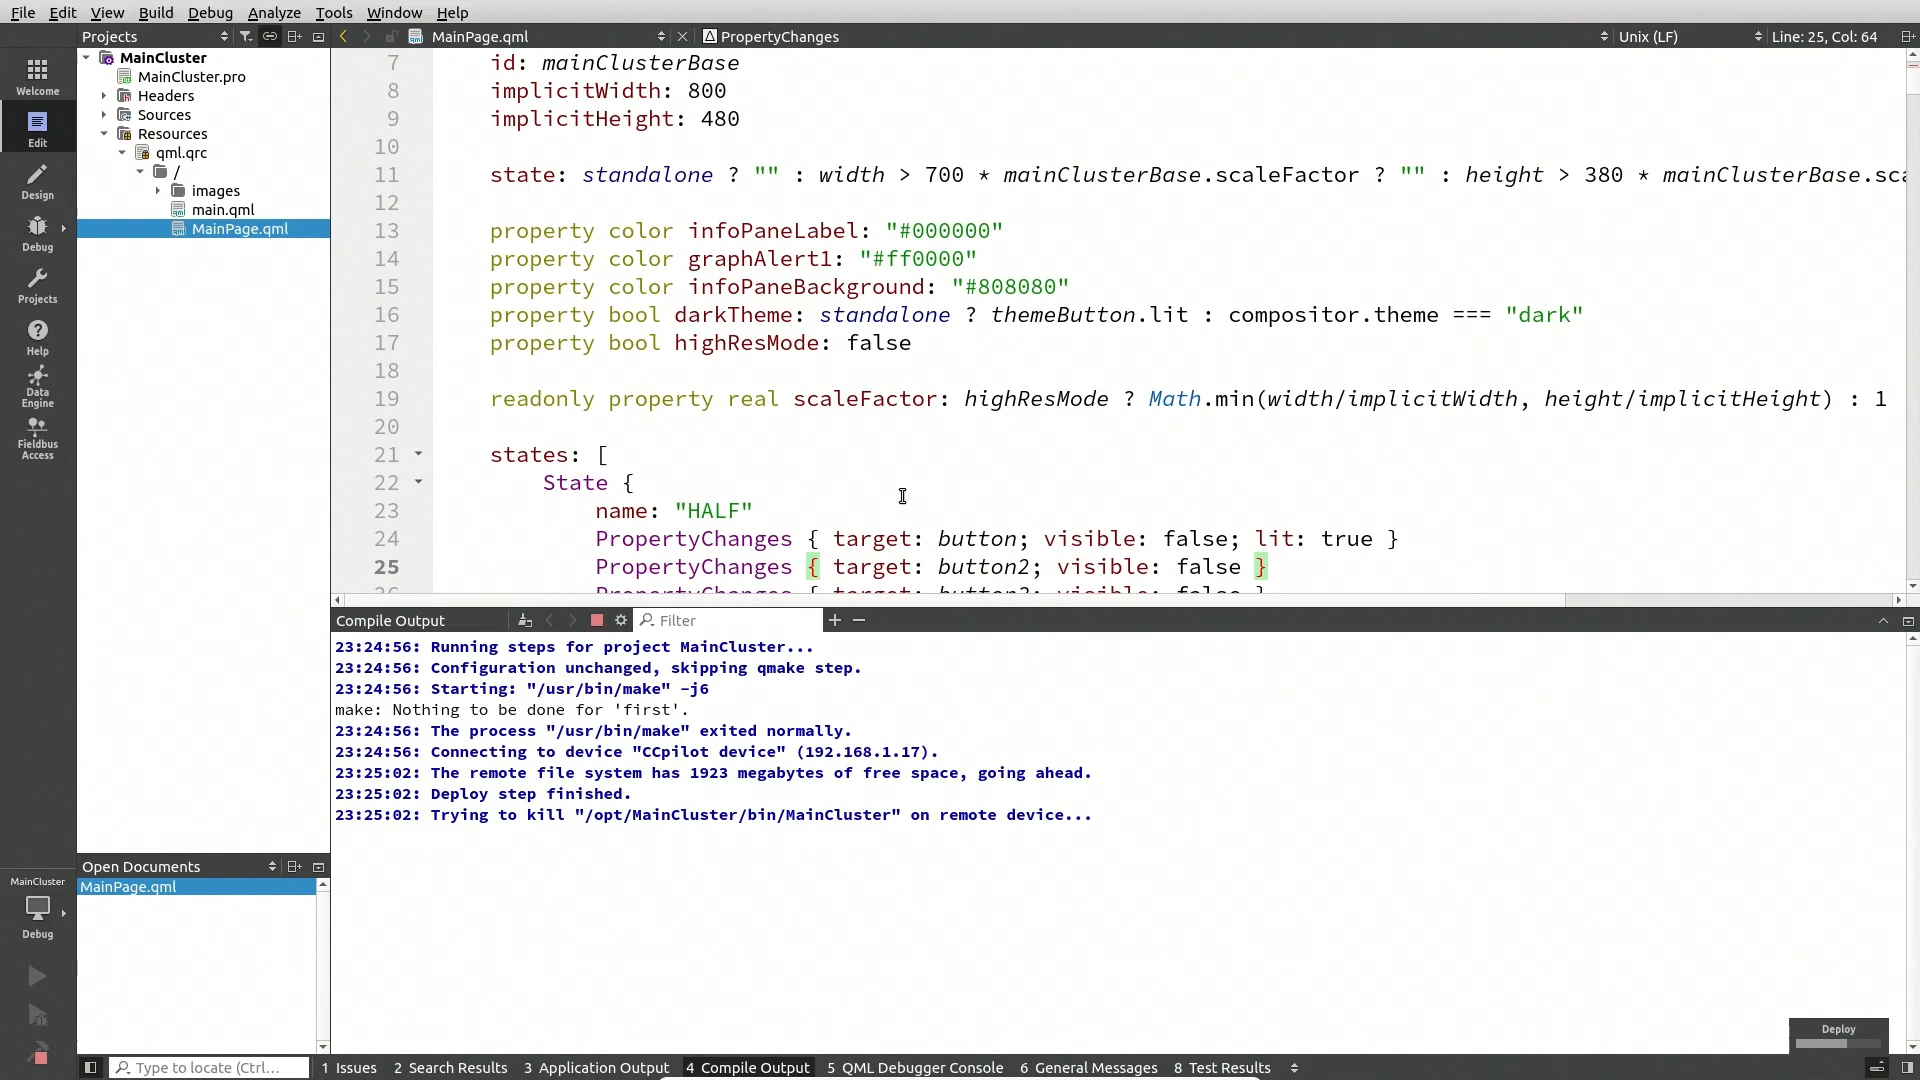 File Edit View Build Debug Analyze Tools Window Help
Projects
MainPage.qml
PropertyChanges
Unix (LF)
Line: 25, Col: 64
Welcome
Edit
Design
Debug
Projects
Help
Data
Engine
Fieldbus
Access
MainCluster
MainCluster.pro
Headers
Sources
Resources
qml.qrc
/
images
main.qml
MainPage.qml
7 id: mainClusterBase
8 implicitWidth: 800
9 implicitHeight: 480
10
11 state: standalone ? "" : width > 700 * mainClusterBase.scaleFactor ? "" : height > 380 * mainClusterBase.sca
12
13 property color infoPaneLabel: "#000000"
14 property color graphAlert1: "#ff0000"
15 property color infoPaneBackground: "#808080"
16 property bool darkTheme: standalone ? themeButton.lit : compositor.theme === "dark"
17 property bool highResMode: false
18
19 readonly property real scaleFactor: highResMode ? Math.min(width/implicitWidth, height/implicitHeight) : 1
20
21 states: [
22 State {
23 name: "HALF"
24 PropertyChanges { target: button; visible: false; lit: true }
25 PropertyChanges { target: button2; visible: false }
26 PropertyChanges { target: button3; visible: false }
Compile Output
Filter
23:24:56: Running steps for project MainCluster...
23:24:56: Configuration unchanged, skipping qmake step.
23:24:56: Starting: "/usr/bin/make" -j6
make: Nothing to be done for 'first'.
23:24:56: The process "/usr/bin/make" exited normally.
23:24:56: Connecting to device "CCpilot device" (192.168.1.17).
23:25:02: The remote file system has 1923 megabytes of free space, going ahead.
23:25:02: Deploy step finished.
23:25:02: Trying to kill "/opt/MainCluster/bin/MainCluster" on remote device...
Open Documents
MainPage.qml
MainCluster
Debug
Deploy
Type to locate (Ctrl...
1 Issues 2 Search Results 3 Application Output 4 Compile Output 5 QML Debugger Console 6 General Messages 8 Test Results